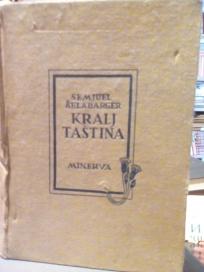 SEMJUEL
ŠELABARGER
KRALJ
TAŠTINA
MINERVA